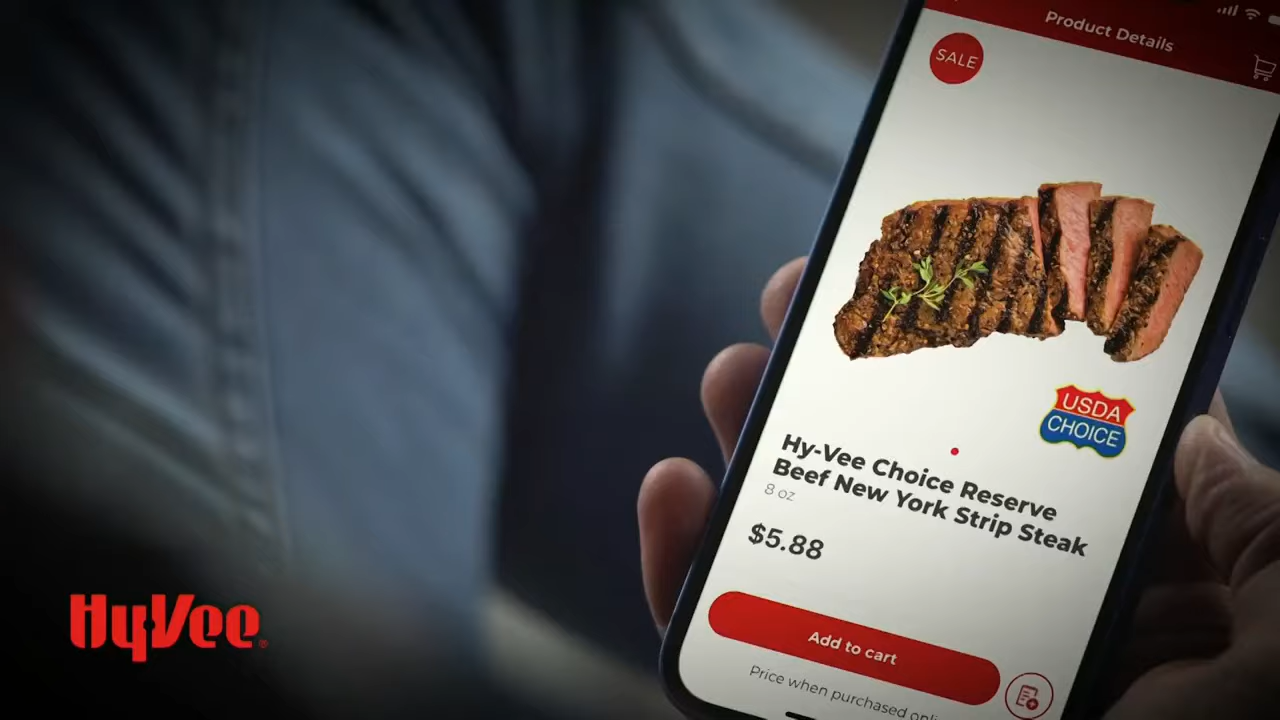 Product Details
SALE
USDA
CHOICE
Hy-Vee Choice Reserve
Beef New York Strip Steak
8 oz
$5.88
Add to cart
Price when purchased
HyVee®